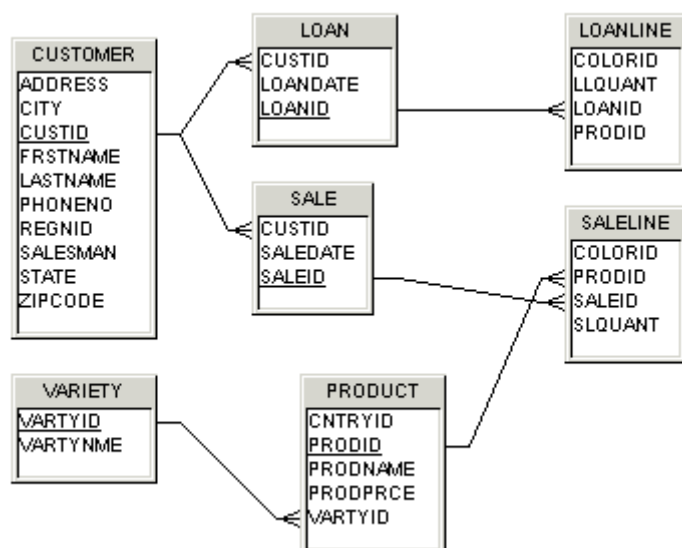 CUSTOMER
ADDRESS
CITY
CUSTID
FRSTNAME
LASTNAME
PHONENO
REGNID
SALESMAN
STATE
ZIPCODE
LOAN
CUSTID
LOANDATE
LOANID
LOANLINE
COLORID
LLQUANT
LOANID
PRODID
SALE
CUSTID
SALEDATE
SALEID
SALELINE
COLORID
PRODID
SALEID
SLQUANT
VARIETY
VARTYID
VARTYNME
PRODUCT
CNTRYID
PRODID
PRODNAME
PRODPRCE
VARTYID